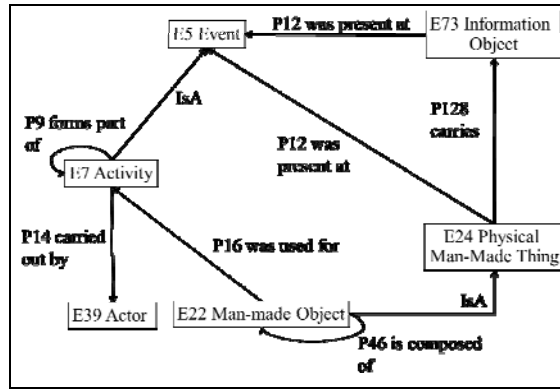 P12 was present at
E5 Event
E73 Information
Object
IsA
P128
carries
P9 forms part
of
P12 was
present at
E7 Activity
P14 carried
out by
P16 was used for
E24 Physical
Man-Made Thing
E39 Actor
E22 Man-made Object
IsA
P46 is composed
of